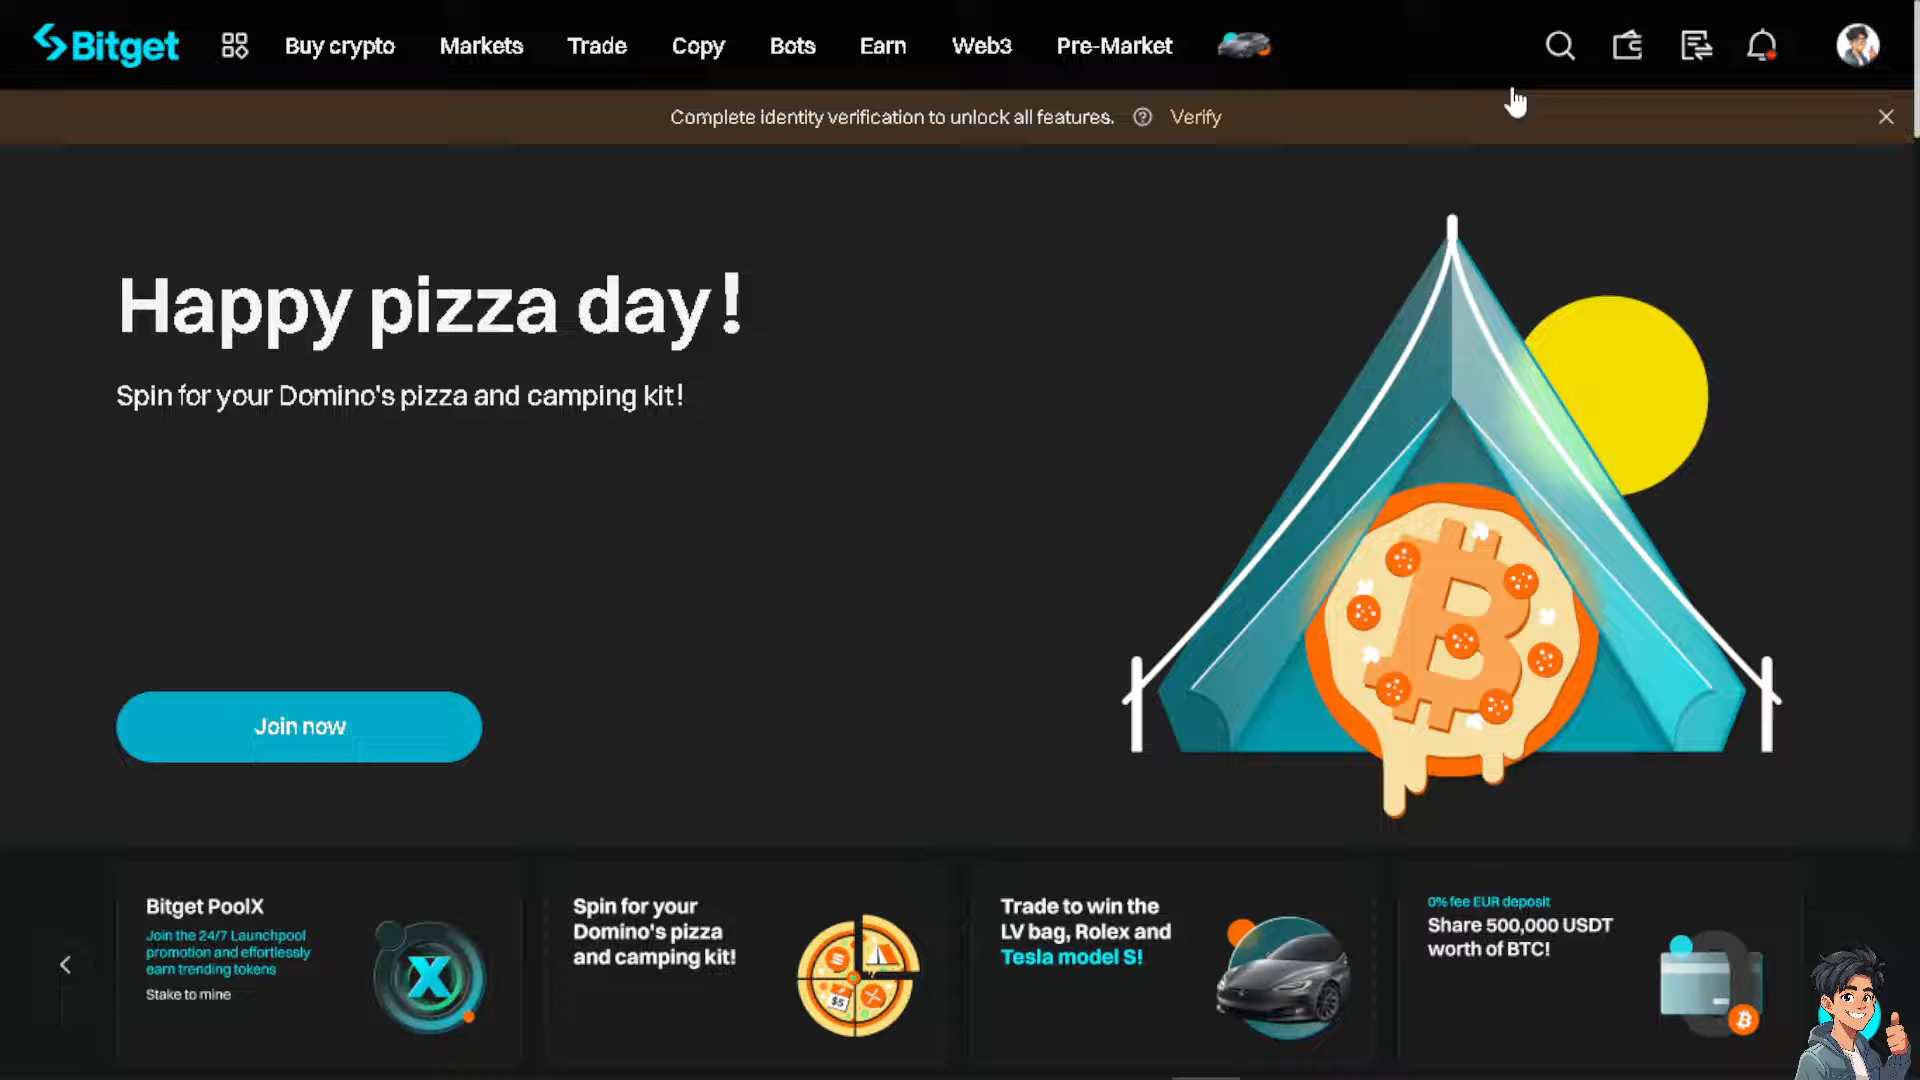 Bitget Buy crypto Markets Trade Copy Bots Earn Web3 Pre-Market
Complete identity verification to unlock all features. Verify
Happy pizza day!
Spin for your Domino's pizza and camping kit!
Join now
Bitget PoolX
Join the 24/7 Launchpool
promotion and effortlessly
earn trending tokens
Stake to mine
X
Spin for your
Domino's pizza
and camping kit!
$5
Trade to win the
LV bag, Rolex and
Tesla model S!
0% fee EUR deposit
Share 500,000 USDT
worth of BTC!